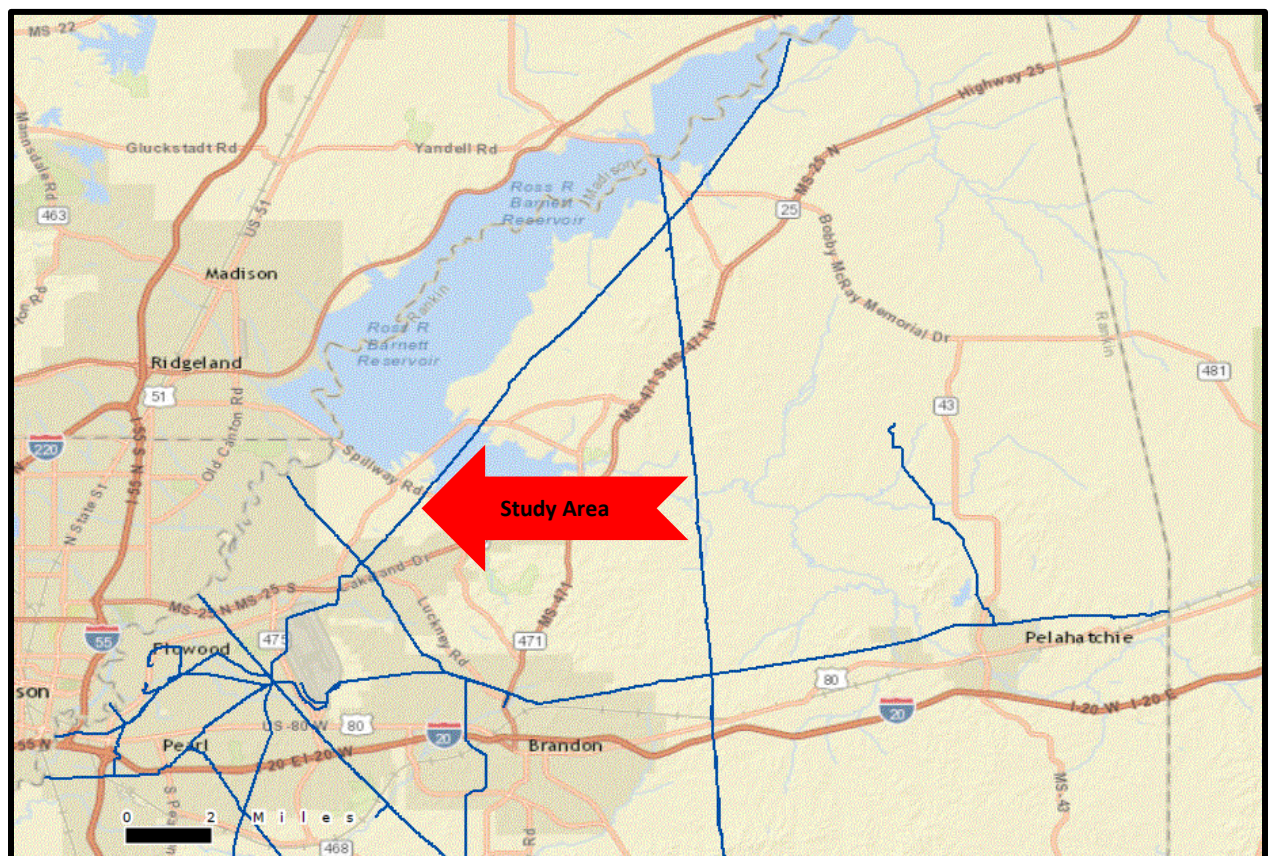 MS- 22
Highway 25
Gluckstadt Rd
Yandell Rd
Mannsdale Rd
MS-25 N
Madison
Ross R
Barnett
Reservoir
25
463
US-51
Bobby McRay Memorial Dr
Madison
Rankin
Rankin
Ross R
Barnett
Reservoir
Ridgeland
MS-471 S MS-471 N
481
51
43
Old Canton Rd
220
I 55 S N
Spillway Rd
N State St
Study Area
Lakeland Dr
MS-25 N MS-25 S
Luckney Rd
MS-471
55
Flowood
475
471
Pelahatchie
80
son
I-20 W I-20 E
20
US -80 W
80
20
-55 N
Pearl
Brandon
I-20 E I-20 W
MS-43
0 2 Miles
Rd
468